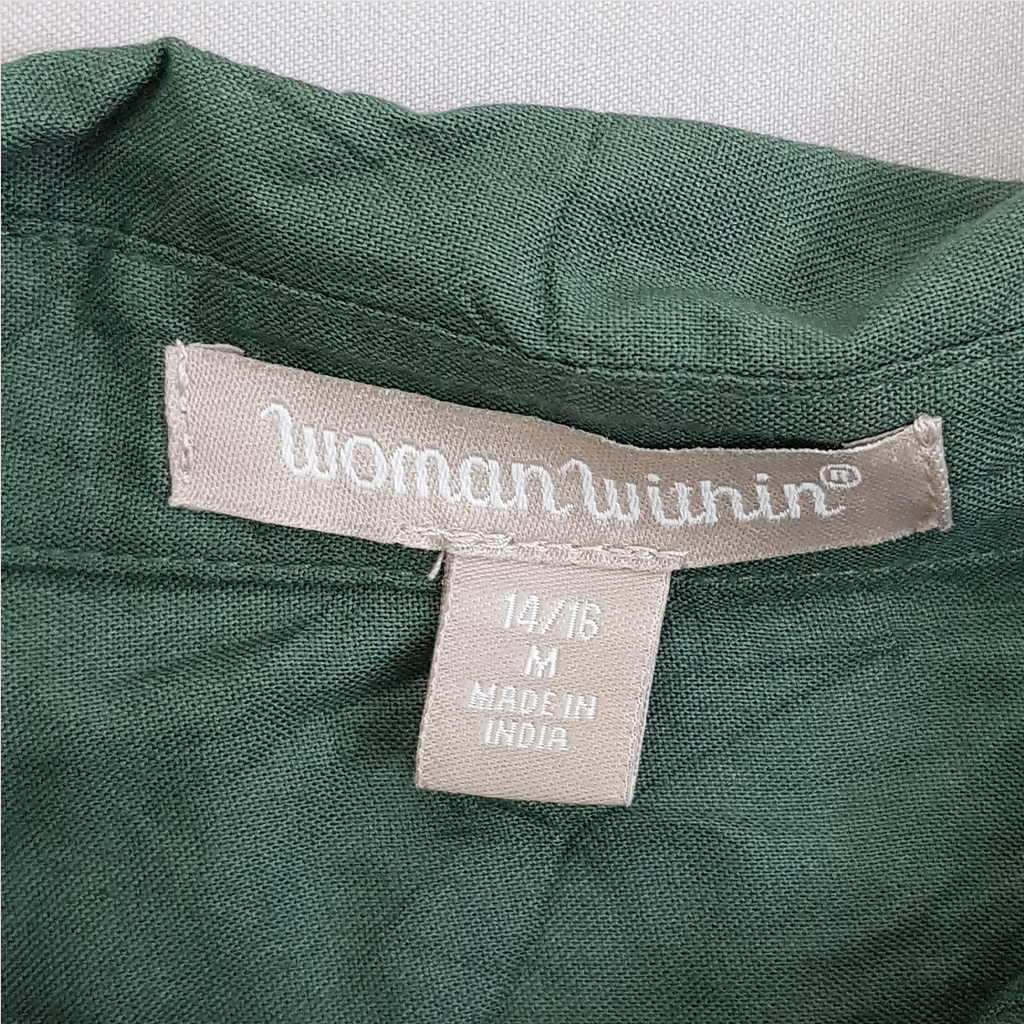 woman within®
14/16
M
MADE IN
INDIA